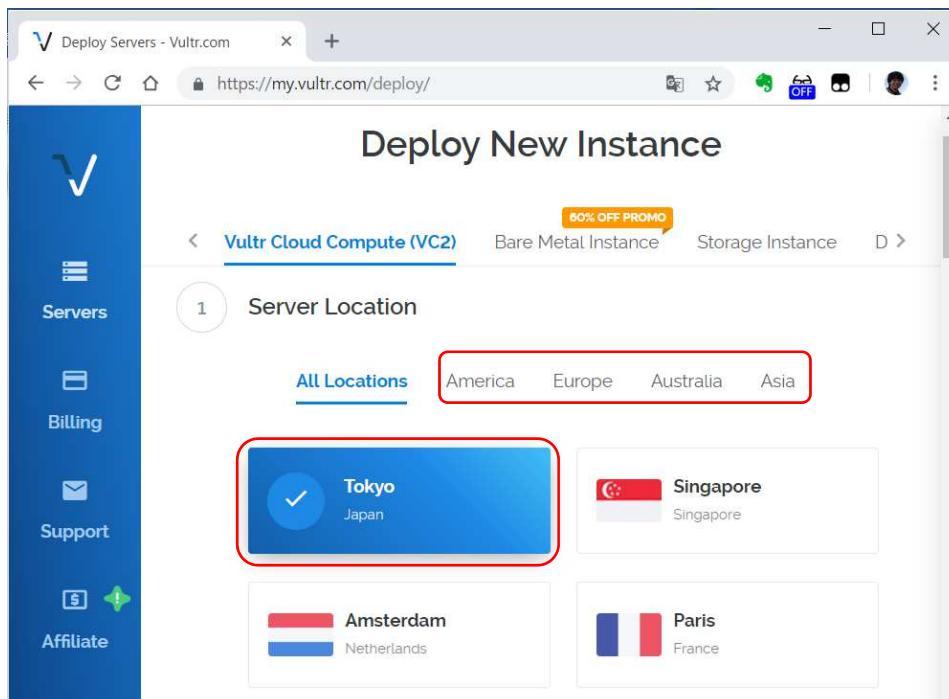 Deploy Servers - Vultr.com
https://my.vultr.com/deploy/
OFF
Deploy New Instance
60% OFF PROMO
Vultr Cloud Compute (VC2) Bare Metal Instance Storage Instance D
Servers
1 Server Location
All Locations America Europe Australia Asia
Billing
Tokyo
Japan
Singapore
Singapore
Support
Amsterdam
Netherlands
Paris
France
Affiliate